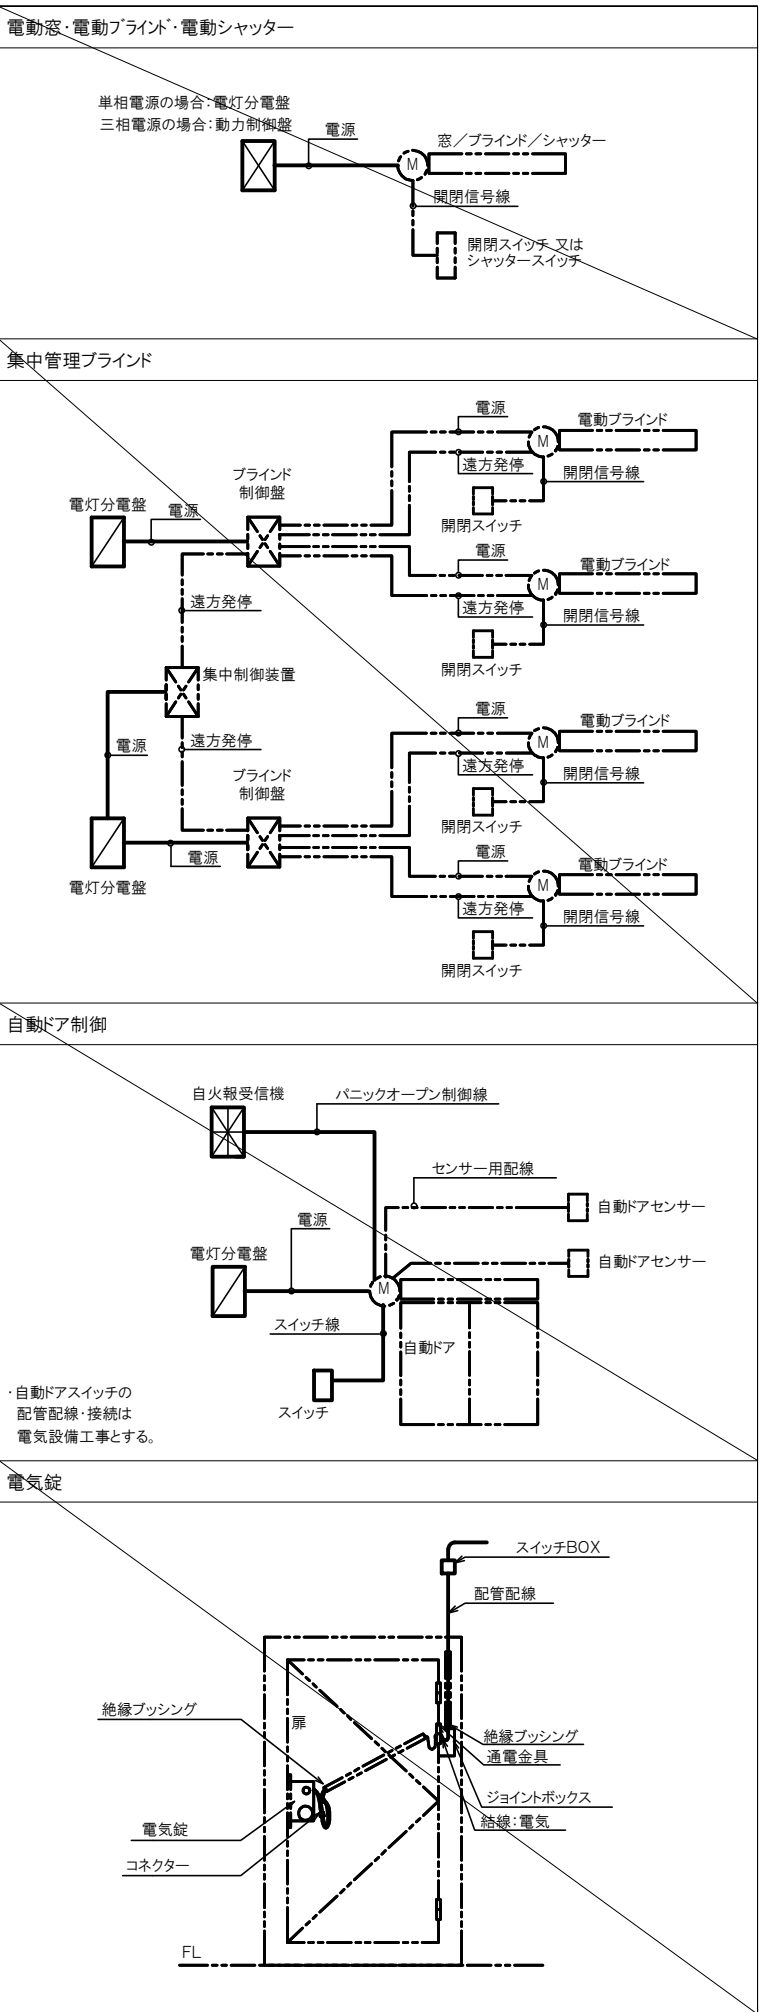 電動窓・電動ブラインド・電動シャッター
単相電源の場合：電灯分電盤
三相電源の場合：動力制御盤
電源
窓／ブラインド／シャッター
M
開閉信号線
開閉スイッチ 又は
シャッタースイッチ
集中管理ブラインド
電源
電動ブラインド
M
遠方発停
開閉信号線
開閉スイッチ
ブラインド
制御盤
電灯分電盤
電源
電源
電動ブラインド
M
遠方発停
開閉信号線
開閉スイッチ
遠方発停
集中制御装置
電源
遠方発停
電源
電動ブラインド
M
遠方発停
開閉信号線
開閉スイッチ
ブラインド
制御盤
電源
電灯分電盤
電源
電動ブラインド
M
遠方発停
開閉信号線
開閉スイッチ
自動ドア制御
自火報受信機
パニックオープン制御線
センサー用配線
自動ドアセンサー
電源
電灯分電盤
自動ドアセンサー
M
スイッチ線
自動ドア
スイッチ
・自動ドアスイッチの
配管配線・接続は
電気設備工事とする。
電気錠
スイッチBOX
配管配線
絶縁ブッシング
扉
絶縁ブッシング
通電金具
ジョイントボックス
結線：電気
電気錠
コネクター
FL